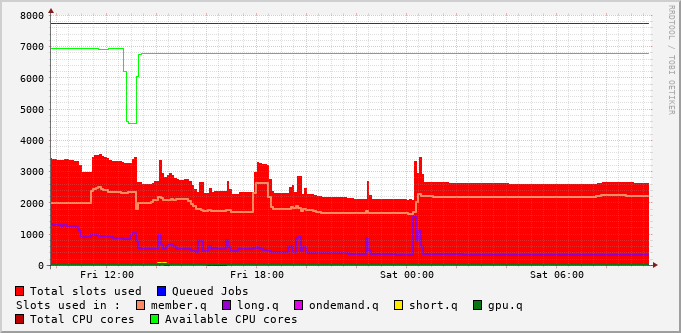 8000
7000
6000
5000
4000
3000
2000
1000
0
Fri 12:00 Fri 18:00 Sat 00:00 Sat 06:00
RRDTOOL / TOBI OETIKER
Total slots used Queued Jobs
Slots used in : member.q long.q ondemand.q short.q gpu.q
Total CPU cores Available CPU cores